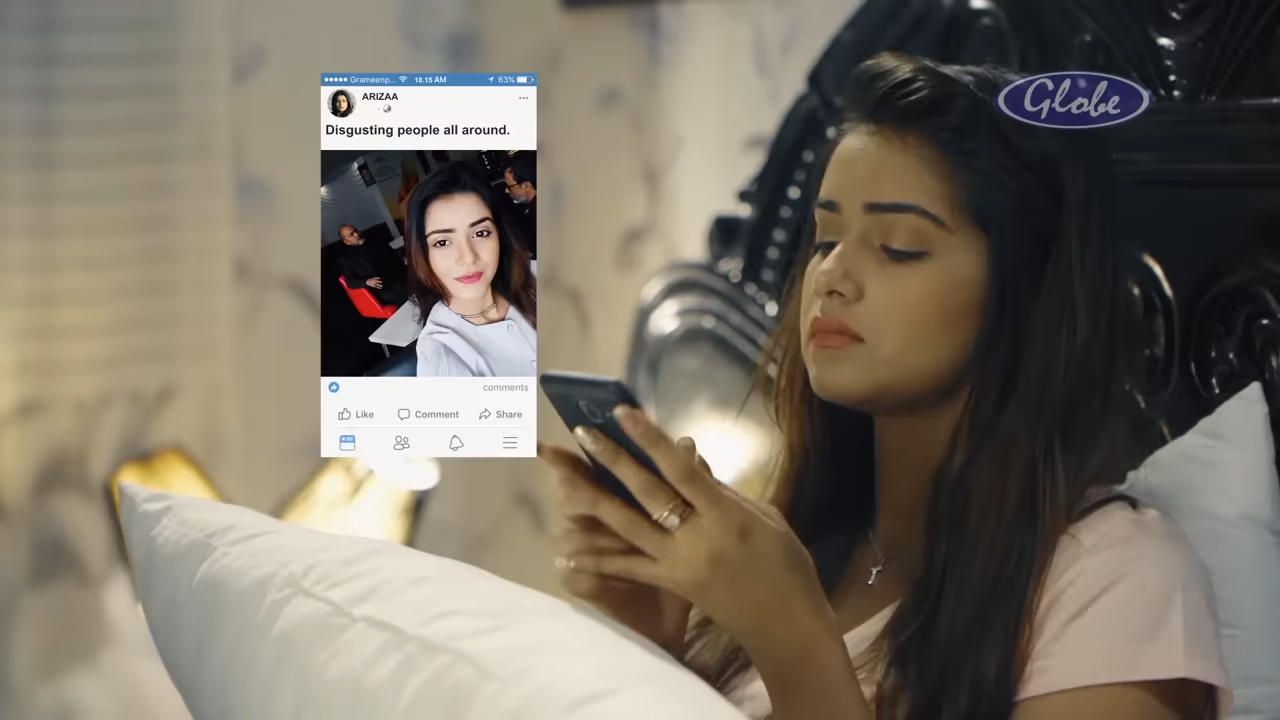 Grameenp... 10.15 AM 63%
ARIZAA
Disgusting people all around.
comments
Like Comment Share
Globe